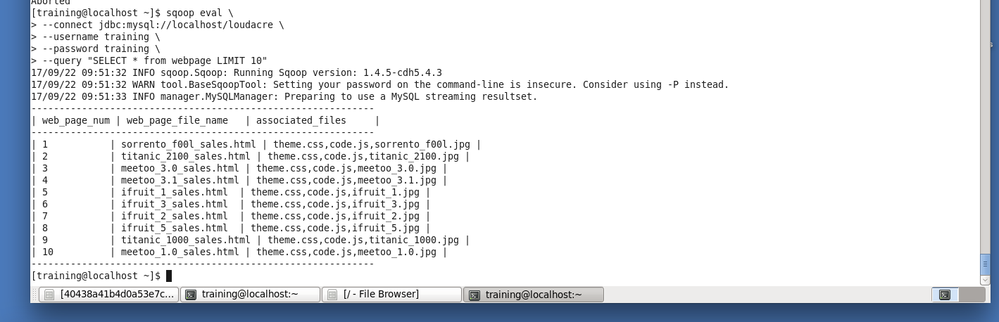 Aborted
[training@localhost ~]$ sqoop eval \
> --connect jdbc:mysql://localhost/loudacre \
> --username training \
> --password training \
> --query "SELECT * from webpage LIMIT 10"
17/09/22 09:51:32 INFO sqoop.Sqoop: Running Sqoop version: 1.4.5-cdh5.4.3
17/09/22 09:51:32 WARN tool.BaseSqoopTool: Setting your password on the command-line is insecure. Consider using -P instead.
17/09/22 09:51:33 INFO manager.MySQLManager: Preparing to use a MySQL streaming resultset.
-------------------------------------------------------------
| web_page_num | web_page_file_name   | associated_files     |
-------------------------------------------------------------
| 1           | sorrento_f00l_sales.html | theme.css,code.js,sorrento_f00l.jpg |
| 2           | titanic_2100_sales.html | theme.css,code.js,titanic_2100.jpg |
| 3           | meetoo_3.0_sales.html | theme.css,code.js,meetoo_3.0.jpg |
| 4           | meetoo_3.1_sales.html | theme.css,code.js,meetoo_3.1.jpg |
| 5           | ifruit_1_sales.html  | theme.css,code.js,ifruit_1.jpg |
| 6           | ifruit_3_sales.html  | theme.css,code.js,ifruit_3.jpg |
| 7           | ifruit_2_sales.html  | theme.css,code.js,ifruit_2.jpg |
| 8           | ifruit_5_sales.html  | theme.css,code.js,ifruit_5.jpg |
| 9           | titanic_1000_sales.html | theme.css,code.js,titanic_1000.jpg |
| 10          | meetoo_1.0_sales.html | theme.css,code.js,meetoo_1.0.jpg |
-------------------------------------------------------------
[training@localhost ~]$
[40438a41b4d0a53e7c... training@localhost:~ [/ - File Browser] training@localhost:~